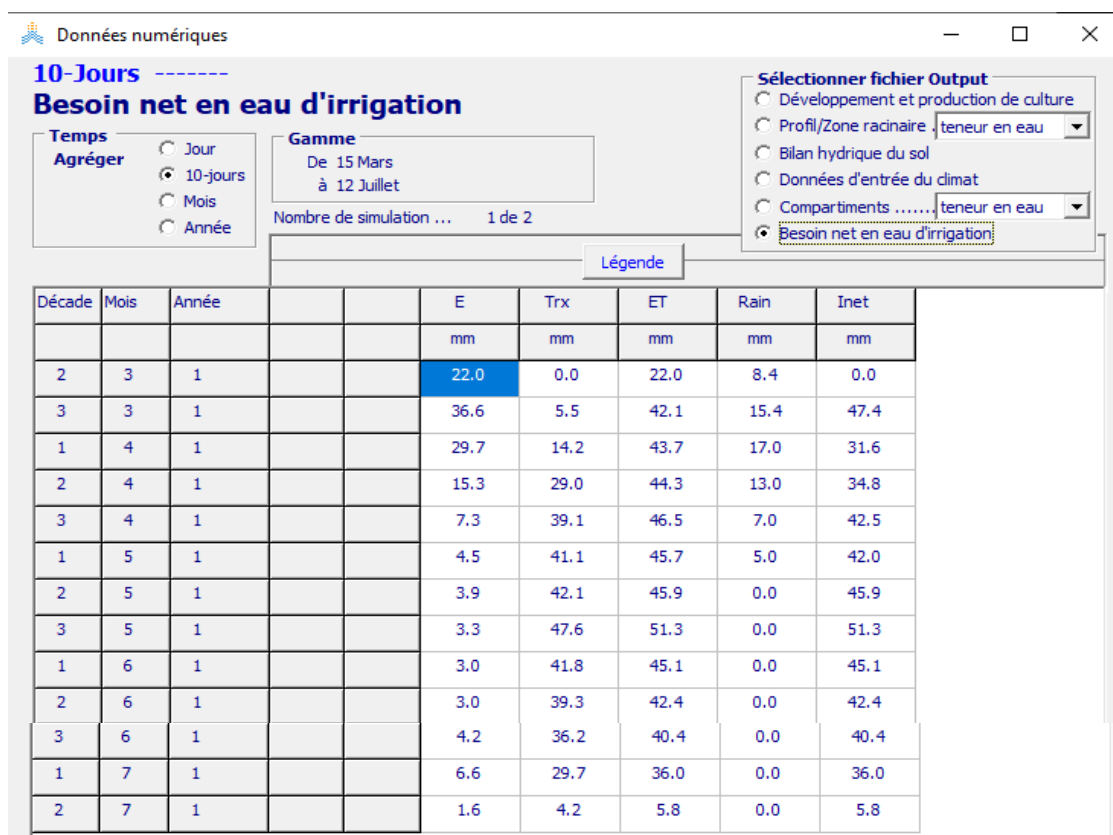 Données numériques
10-Jours -------
Besoin net en eau d'irrigation
Temps
Agréger
Jour
10-jours
Mois
Année
Gamme
De 15 Mars
à 12 Juillet
Nombre de simulation ... 1 de 2
Sélectionner fichier Output
Développement et production de culture
Profil/Zone racinaire . teneur en eau
Bilan hydrique du sol
Données d'entrée du climat
Compartiments ....... teneur en eau
Besoin net en eau d'irrigation
Légende
Décade Mois Année E Trx ET Rain Inet
mm mm mm mm mm
2 3 1 22.0 0.0 22.0 8.4 0.0
3 3 1 36.6 5.5 42.1 15.4 47.4
1 4 1 29.7 14.2 43.7 17.0 31.6
2 4 1 15.3 29.0 44.3 13.0 34.8
3 4 1 7.3 39.1 46.5 7.0 42.5
1 5 1 4.5 41.1 45.7 5.0 42.0
2 5 1 3.9 42.1 45.9 0.0 45.9
3 5 1 3.3 47.6 51.3 0.0 51.3
1 6 1 3.0 41.8 45.1 0.0 45.1
2 6 1 3.0 39.3 42.4 0.0 42.4
3 6 1 4.2 36.2 40.4 0.0 40.4
1 7 1 6.6 29.7 36.0 0.0 36.0
2 7 1 1.6 4.2 5.8 0.0 5.8